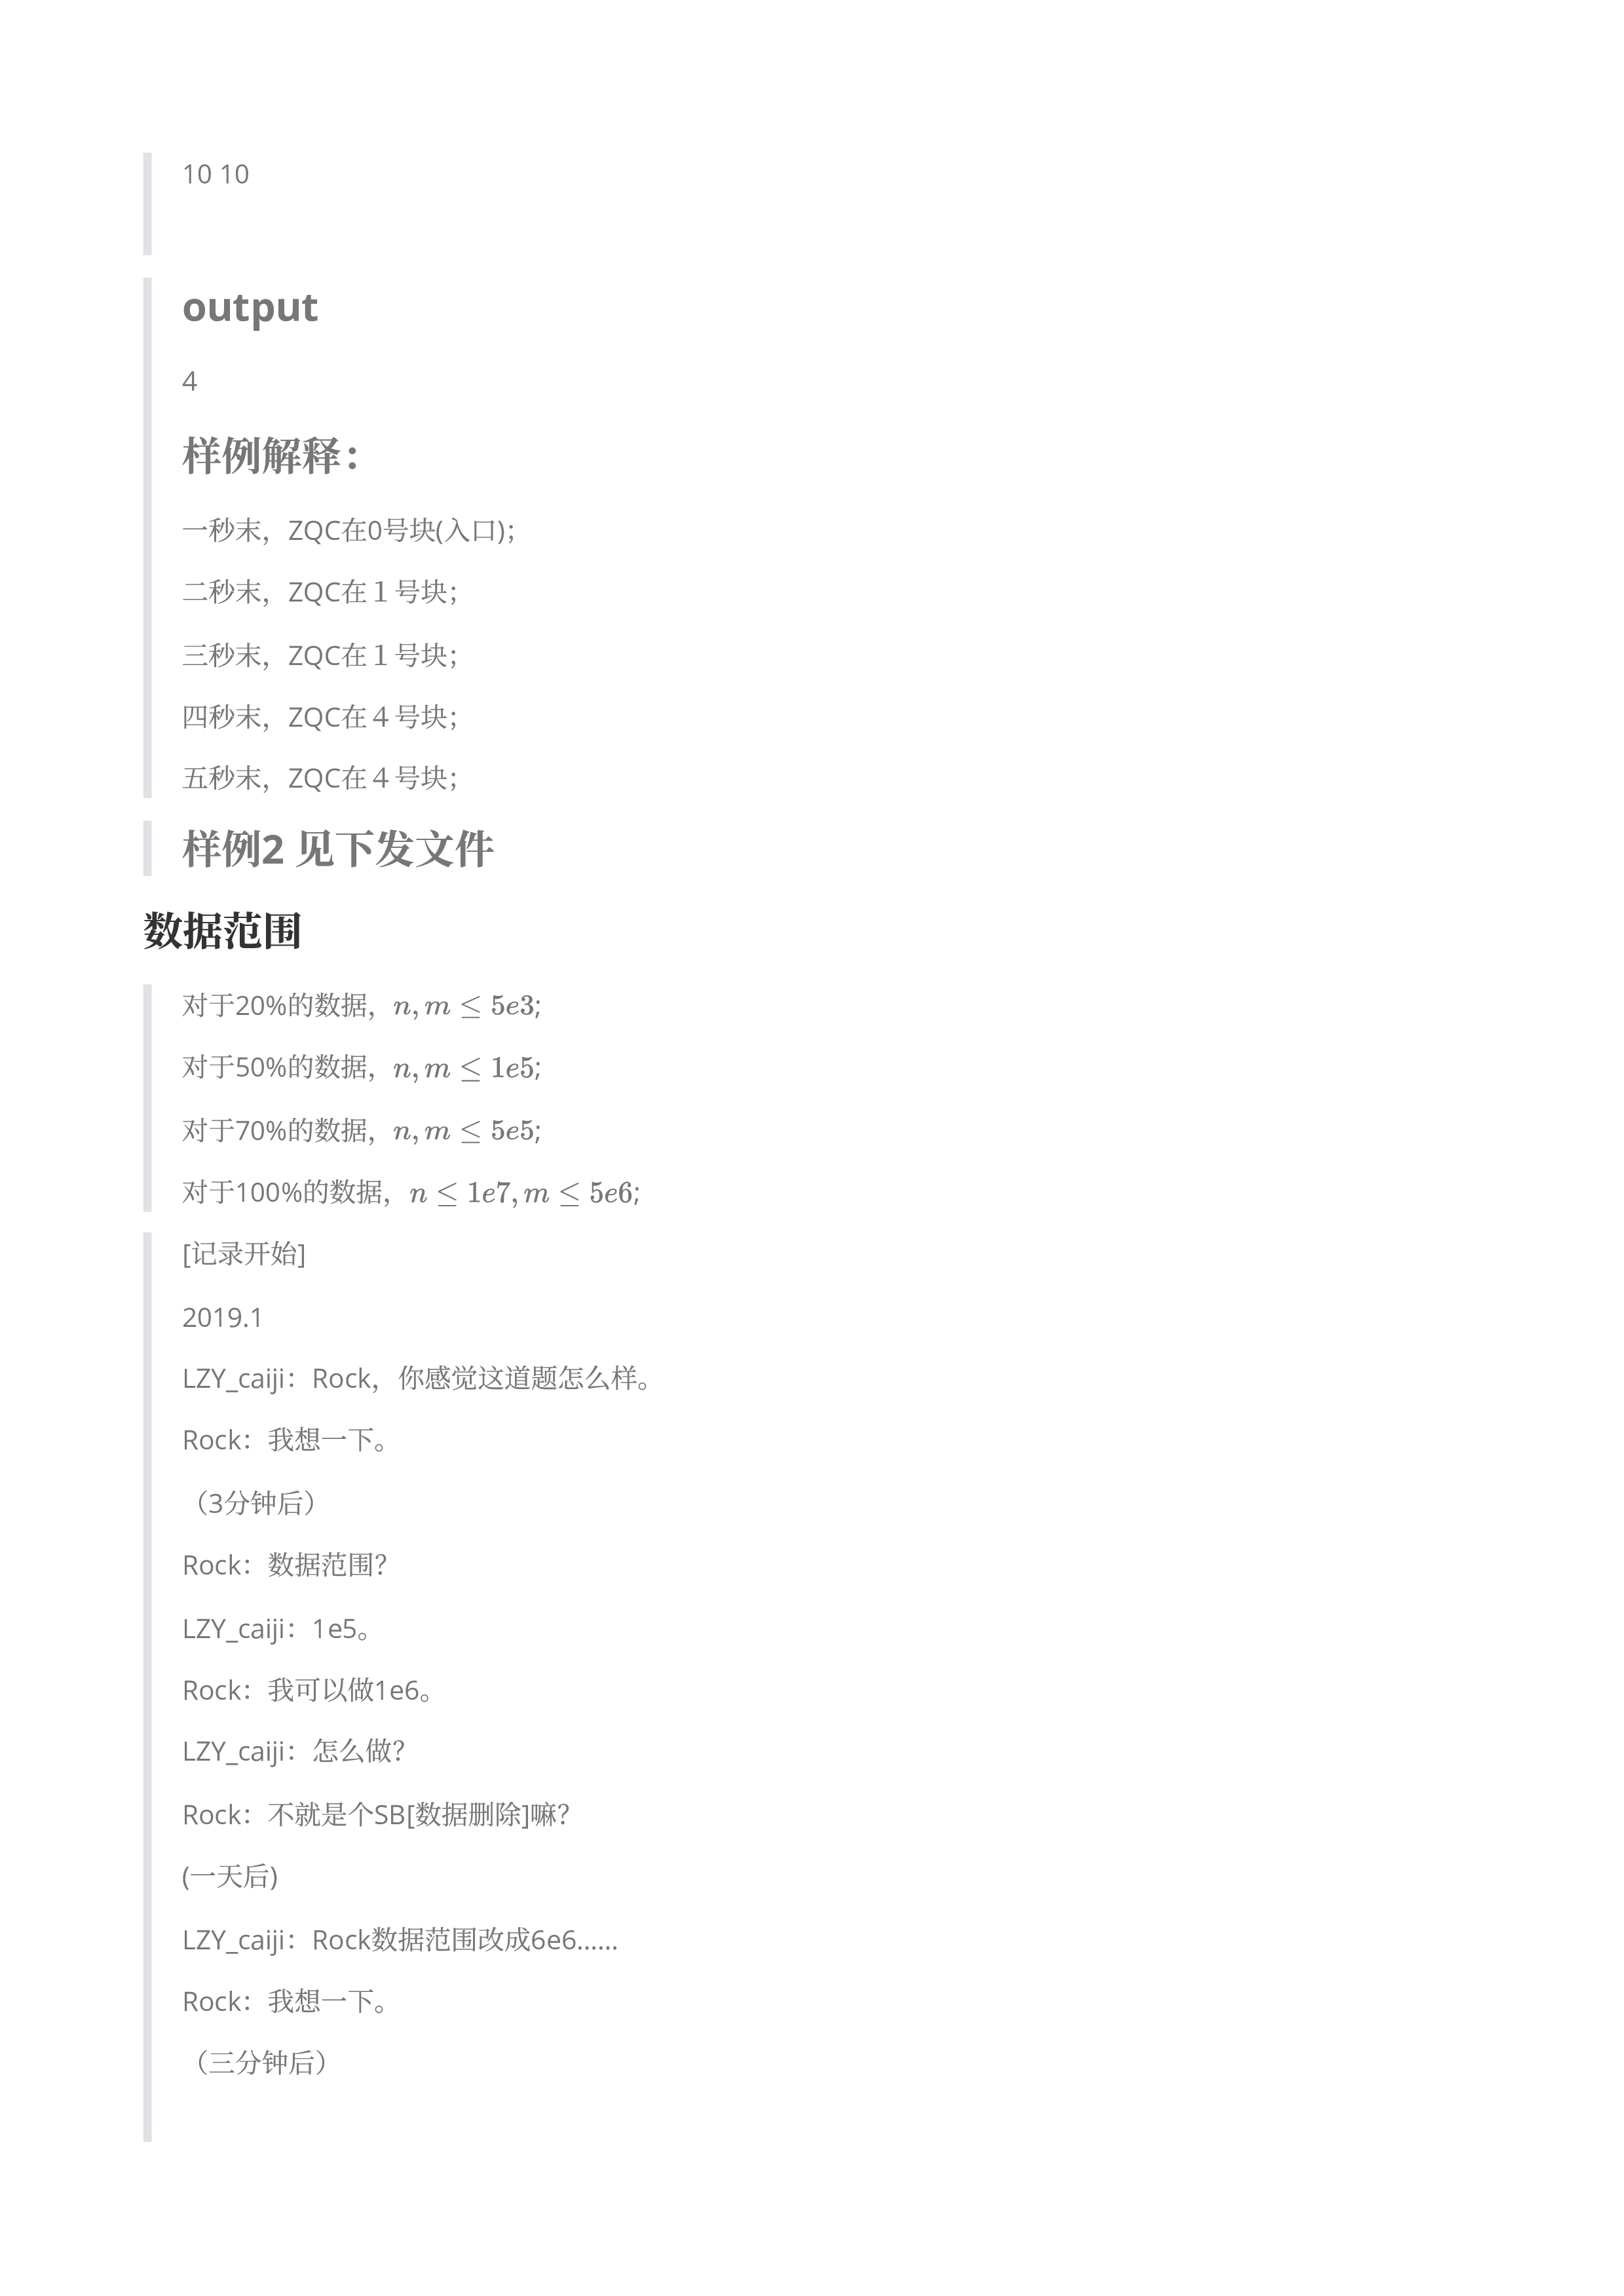 10 10
output
4
样例解释：
一秒末，ZQC在0号块(入口)；
二秒末，ZQC在 1 号块；
三秒末，ZQC在 1 号块；
四秒末，ZQC在 4 号块；
五秒末，ZQC在 4 号块；
样例2 见下发文件
数据范围
对于20%的数据，n, m ≤ 5e3;
对于50%的数据，n, m ≤ 1e5;
对于70%的数据，n, m ≤ 5e5;
对于100%的数据，n ≤ 1e7, m ≤ 5e6;
[记录开始]
2019.1
LZY_caiji：Rock，你感觉这道题怎么样。
Rock：我想一下。
（3分钟后）
Rock：数据范围？
LZY_caiji：1e5。
Rock：我可以做1e6。
LZY_caiji：怎么做？
Rock：不就是个SB[数据删除]嘛？
(一天后)
LZY_caiji：Rock数据范围改成6e6......
Rock：我想一下。
（三分钟后）